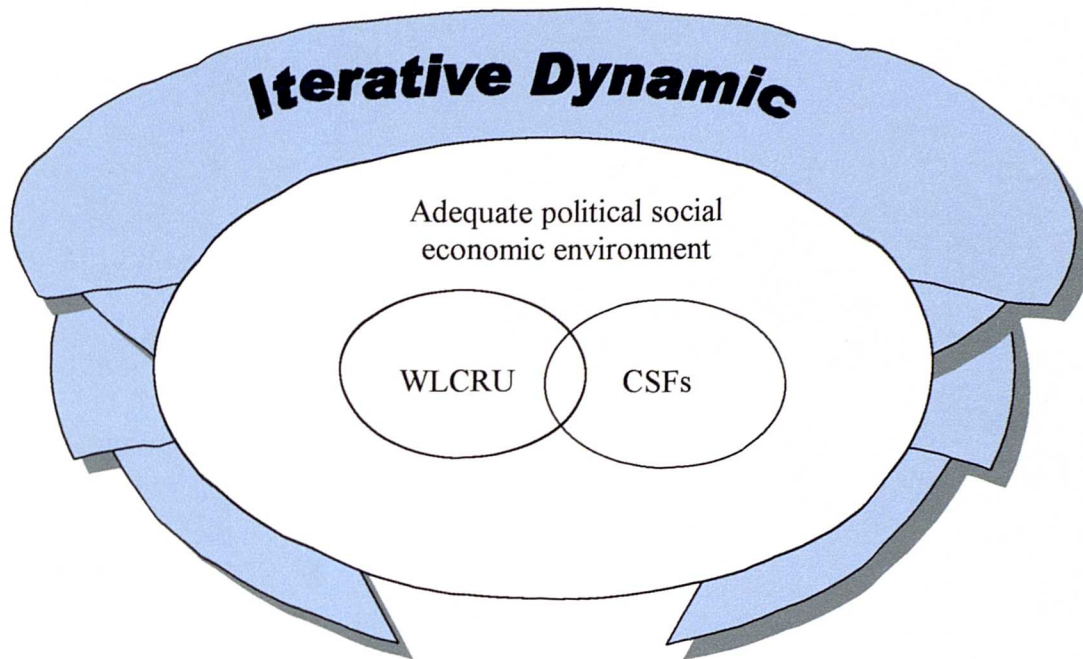 Iterative Dynamic
Adequate political social
economic environment
WLCRU
CSFs